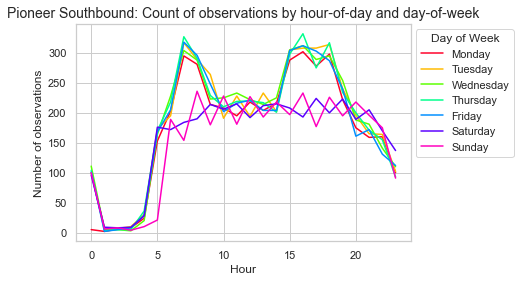 Pioneer Southbound: Count of observations by hour-of-day and day-of-week
Day of Week
Monday
Tuesday
Wednesday
Thursday
Friday
Saturday
Sunday
Number of observations
300
250
200
150
100
50
0
0
5
10
15
20
Hour